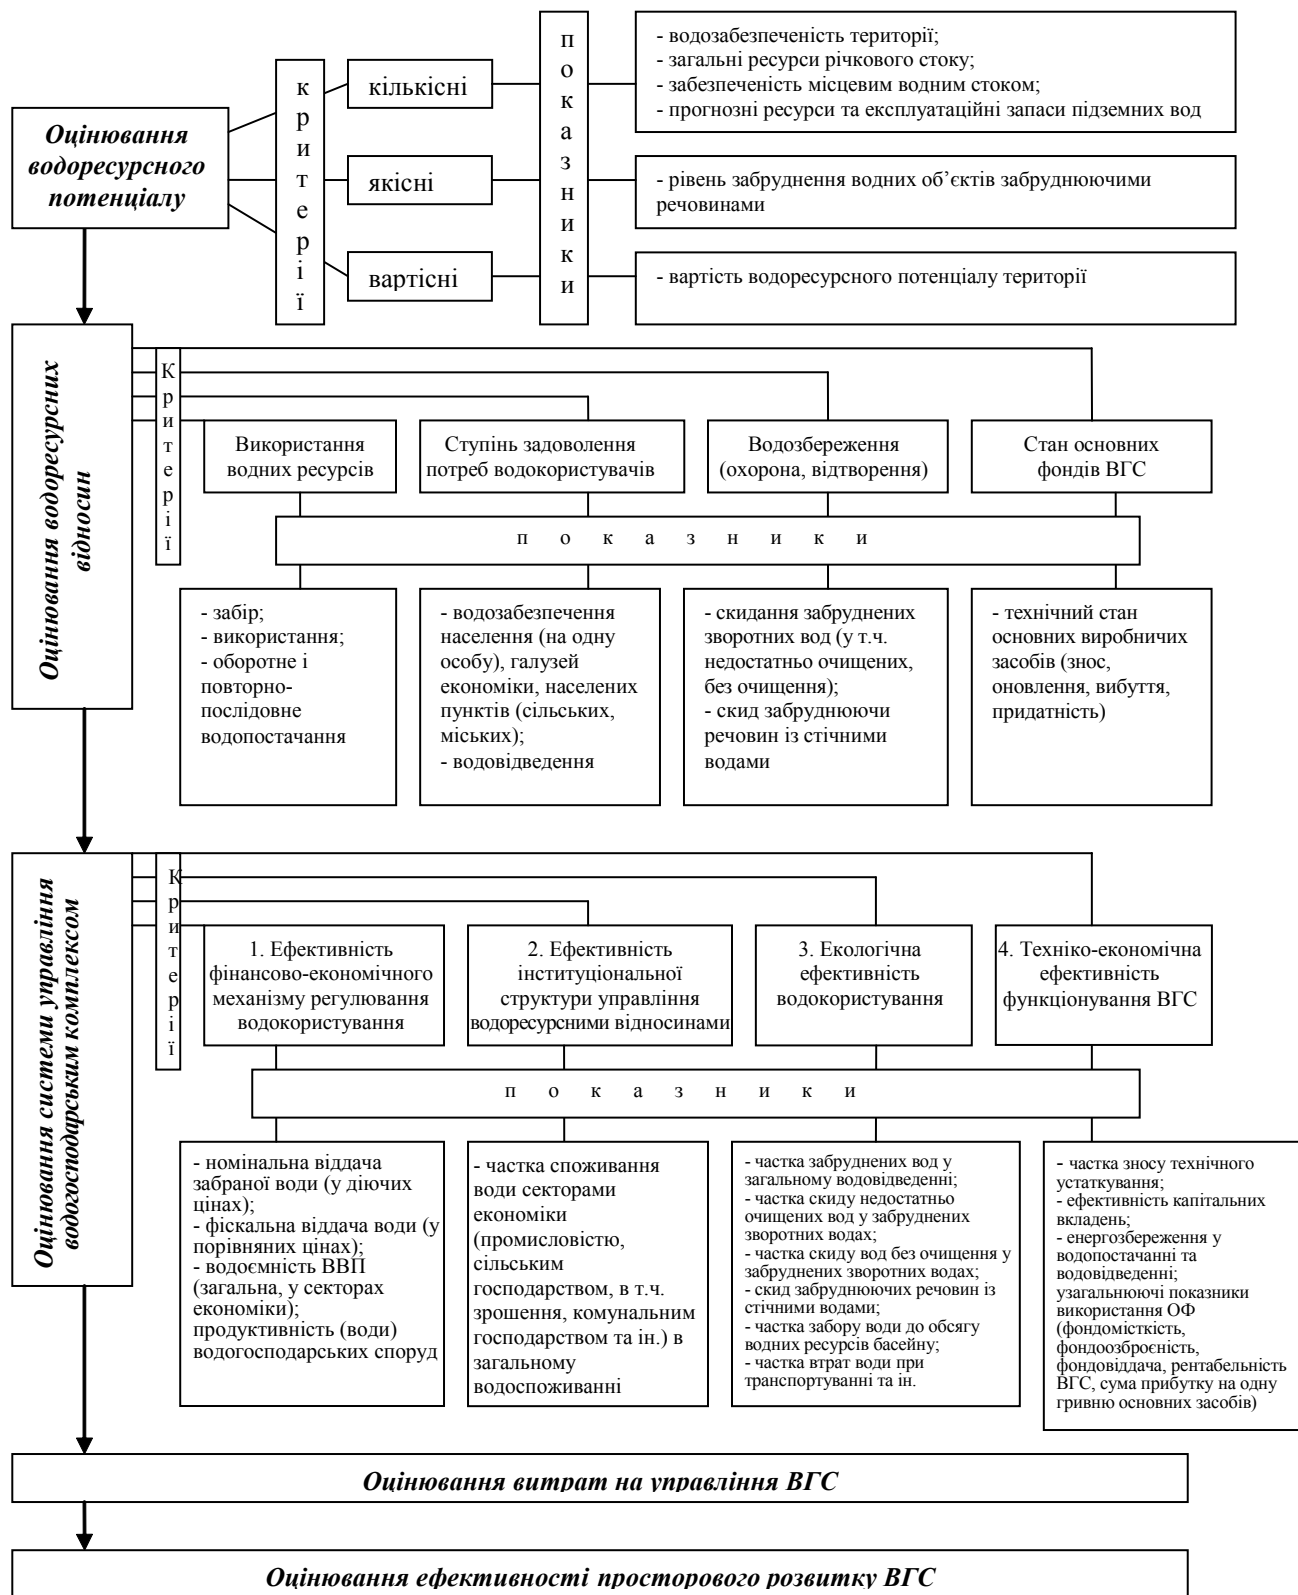 Оцінювання
водоресурсного
потенціалу
критерії
кількісні
якісні
вартісні
показники
- водозабезпеченість території;
- загальні ресурси річкового стоку;
- забезпеченість місцевим водним стоком;
- прогнозні ресурси та експлуатаційні запаси підземних вод
- рівень забруднення водних об’єктів забруднюючими
речовинами
- вартість водоресурсного потенціалу території
Оцінювання водоресурсних
відносин
Критерії
Використання
водних ресурсів
Ступінь задоволення
потреб водокористувачів
Водозбереження
(охорона, відтворення)
Стан основних
фондів ВГС
показники
- забір;
- використання;
- оборотне і
повторно-
послідовне
водопостачання
- водозабезпечення
населення (на одну
особу), галузей
економіки, населених
пунктів (сільських,
міських);
- водовідведення
- скидання забруднених
зворотних вод (у т.ч.
недостатньо очищених,
без очищення);
- скид забруднюючи
речовин із стічними
водами
- технічний стан
основних виробничих
засобів (знос,
оновлення, вибуття,
придатність)
Оцінювання системи управління
водогосподарським комплексом
Критерії
1. Ефективність
фінансово-економічного
механізму регулювання
водокористування
2. Ефективність
інституціональної
структури управління
водоресурсними відносинами
3. Екологічна
ефективність
водокористування
4. Техніко-економічна
ефективність
функціонування ВГС
показники
- номінальна віддача
забраної води (у діючих
цінах);
- фіскальна віддача води (у
порівняних цінах);
- водоємність ВВП
(загальна, у секторах
економіки);
продуктивність (води)
водогосподарських споруд
- частка споживання
води секторами
економіки
(промисловістю,
сільським
господарством, в т.ч.
зрошення, комунальним
господарством та ін.) в
загальному
водоспоживанні
- частка забруднених вод у
загальному водовідведенні;
- частка скиду недостатньо
очищених вод у забруднених
зворотних водах;
- частка скиду вод без очищення у
забруднених зворотних водах;
- скид забруднюючих речовин із
стічними водами;
- частка забору води до обсягу
водних ресурсів басейну;
- частка втрат води при
транспортуванні та ін.
- частка зносу технічного
устаткування;
- ефективність капітальних
вкладень;
- енергозбереження у
водопостачанні та
водовідведенні;
узагальнюючі показники
використання ОФ
(фондомісткість,
фондоозброєність,
фондовіддача, рентабельність
ВГС, сума прибутку на одну
гривню основних засобів)
Оцінювання витрат на управління ВГС
Оцінювання ефективності просторового розвитку ВГС